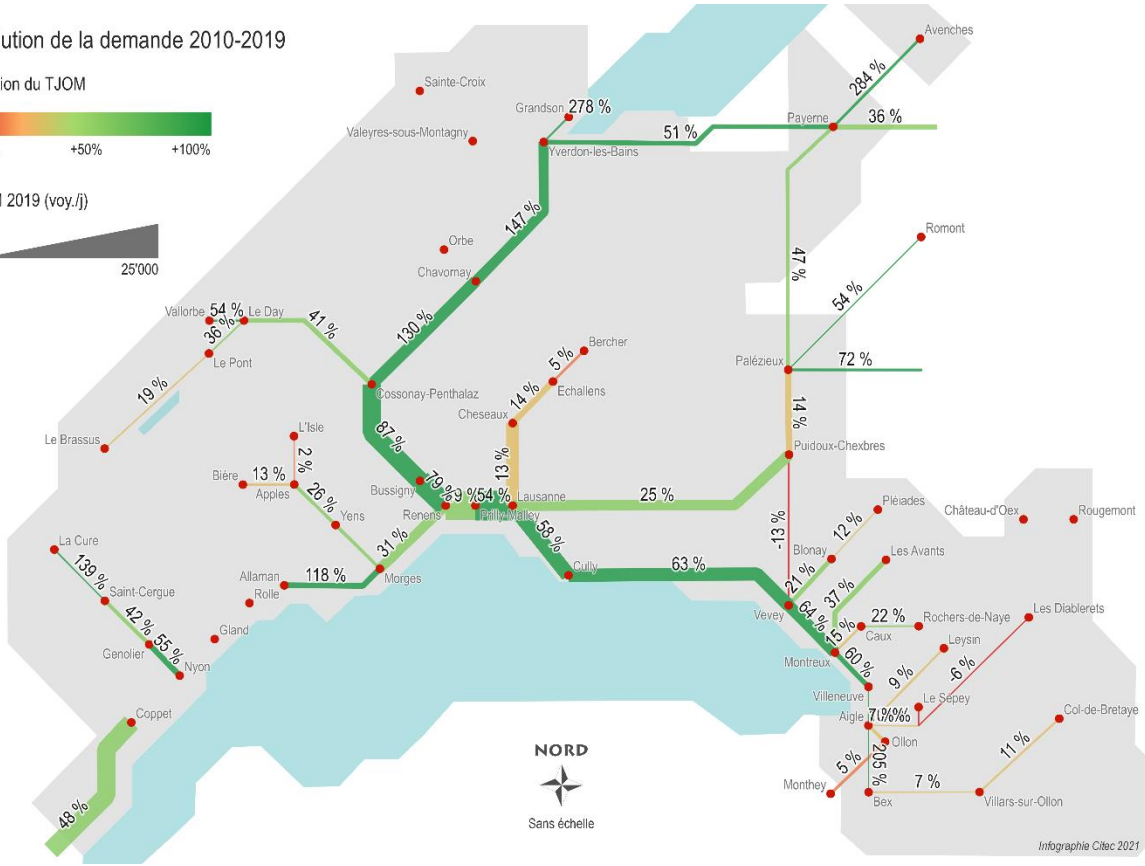 ution de la demande 2010-2019
ion du TJOM
+50%
+100%
2019 (voy./j)
25'000
Avenches
284 %
Sainte-Croix
Grandson
278 %
Payerne
36 %
Valeyres-sous-Montagny
51 %
Yverdon-les-Bains
147 %
Orbe
Romont
Chavornay
47 %
54 %
Vallorbe
54 %
Le Day
41 %
130 %
36 %
Le Pont
Bercher
Palézieux
72 %
5 %
19 %
Echallens
Cossonay-Penthalaz
14 %
Cheseaux
14 %
L'Isle
87 %
Le Brassus
2 %
Puidoux-Chexbres
13 %
Bière
13 %
Apples
Bussigny
79 %
26 %
54 %
Lausanne
25 %
Renens
Prilly-Malley
Yens
Pléiades
Château-d'Oex
Rougemont
-13 %
12 %
La Cure
31 %
58 %
Blonay
Les Avants
139 %
Cully
63 %
Allaman
118 %
Morges
21 %
37 %
Saint-Cergue
Rolle
Vevey
64 %
22 %
Rochers-de-Naye
Les Diablerets
42 %
55 %
Gland
15 %
Caux
Genolier
Montreux
60 %
Leysin
Nyon
9 %
-6 %
Villeneuve
Le Sépey
Coppet
Aigle
Col-de-Bretaye
Ollon
NORD
205 %
11 %
5 %
48 %
Monthey
Bex
7 %
Villars-sur-Ollon
Sans échelle
Infographie Citec 2021